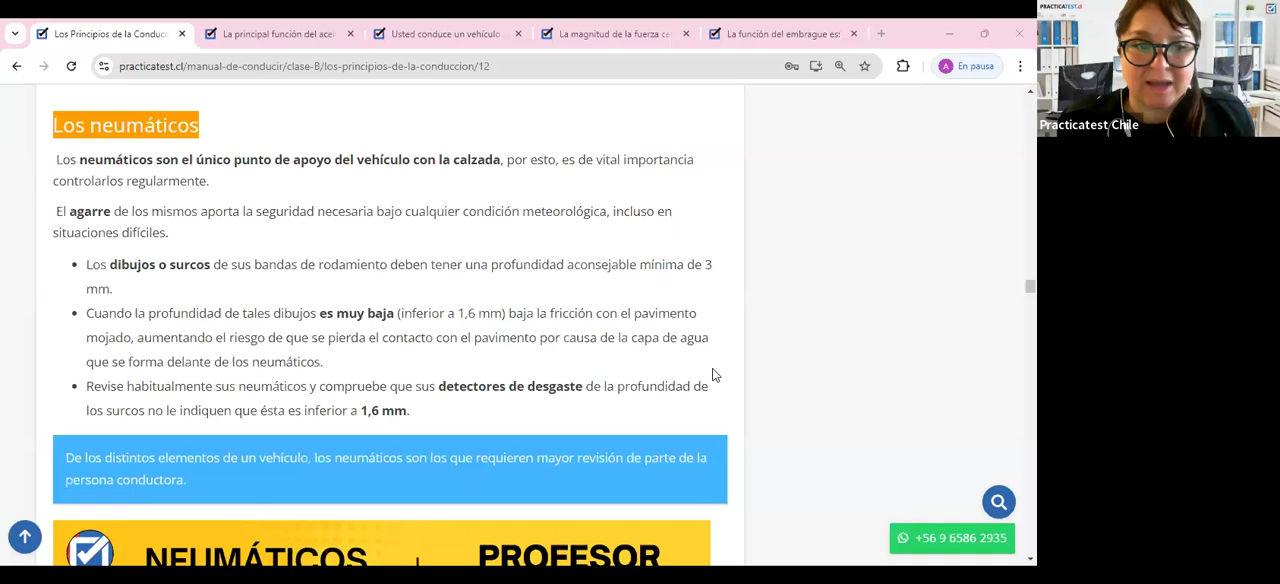 Los Principios de la Conduc
La principal función del ace
Usted conduce un vehículo
La magnitud de la fuerza ce
La función del embrague es:
practicatest.cl/manual-de-conducir/clase-B/los-principios-de-la-conduccion/12
A En pausa
PRACTICATEST.cl
Practicatest Chile
Los neumáticos
Los neumáticos son el único punto de apoyo del vehículo con la calzada, por esto, es de vital importancia
controlarlos regularmente.
El agarre de los mismos aporta la seguridad necesaria bajo cualquier condición meteorológica, incluso en
situaciones difíciles.
• Los dibujos o surcos de sus bandas de rodamiento deben tener una profundidad aconsejable mínima de 3
mm.
• Cuando la profundidad de tales dibujos es muy baja (inferior a 1,6 mm) baja la fricción con el pavimento
mojado, aumentando el riesgo de que se pierda el contacto con el pavimento por causa de la capa de agua
que se forma delante de los neumáticos.
• Revise habitualmente sus neumáticos y compruebe que sus detectores de desgaste de la profundidad de
los surcos no le indiquen que ésta es inferior a 1,6 mm.
De los distintos elementos de un vehículo, los neumáticos son los que requieren mayor revisión de parte de la
persona conductora.
+56 9 6586 2935
NEUMÁTICOS
PROFESOR